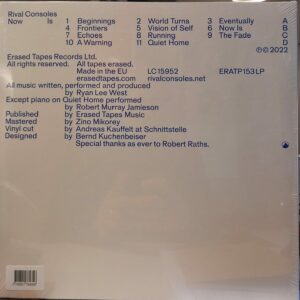 Rival Consoles 1 Beginnings 2 World Turns 3 Eventually A
Now Is 4 Frontiers 5 Vision of Self 6 Now Is B
7 Echoes 8 Running 9 The Fade C
10 A Warning 11 Quiet Home D
Erased Tapes Records Ltd. ℗© 2022
All rights reserved. All tapes erased.
Made in the EU LC15952 ERATP153LP
erasedtapes.com rivalconsoles.net
All music written, performed and produced
by Ryan Lee West
Except piano on Quiet Home performed
by Robert Murray Jamieson
Published by Erased Tapes Music
Mastered by Zino Mikorey
Vinyl cut by Andreas Kauffelt at Schnittstelle
Designed by Bernd Kuchenbeiser
Special thanks as ever to Robert Raths.